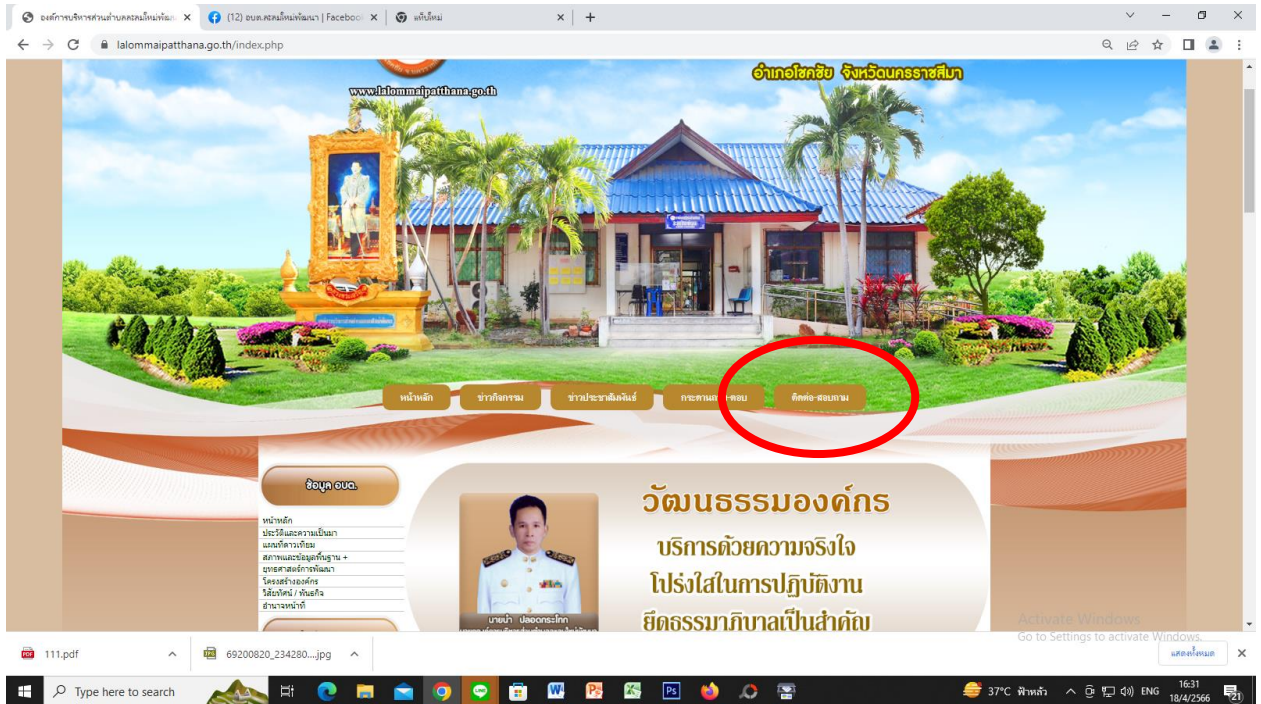 องค์การบริหารส่วนตำบลละลมใหม่พัฒ
(12) อบต.ละลมใหม่พัฒนา | Faceboo
แท็บใหม่
lalommaipatthana.go.th/index.php
อำเภอโชคชัย จังหวัดนครราชสีมา
www.lalommaipatthana.go.th
หน้าหลัก
ข่าวกิจกรรม
ข่าวประชาสัมพันธ์
กระดานถาม-ตอบ
ติดต่อ-สอบถาม
ข้อมูล อบต.
หน้าหลัก
ประวัติและความเป็นมา
แผนที่ดาวเทียม
สภาพและข้อมูลพื้นฐาน +
ยุทธศาสตร์การพัฒนา
โครงสร้างองค์กร
วิสัยทัศน์ / พันธกิจ
อำนาจหน้าที่
วัฒนธรรมองค์กร
บริการด้วยความจริงใจ
โปร่งใสในการปฏิบัติงาน
ยึดธรรมาภิบาลเป็นสำคัญ
นายนำ ปลอดกระโทก
Activate Windows
Go to Settings to activate Windows.
111.pdf
69200820_234280....jpg
แสดงทั้งหมด
Type here to search
37°C ฟ้าหลัว
ENG
16:31
18/4/2566
21